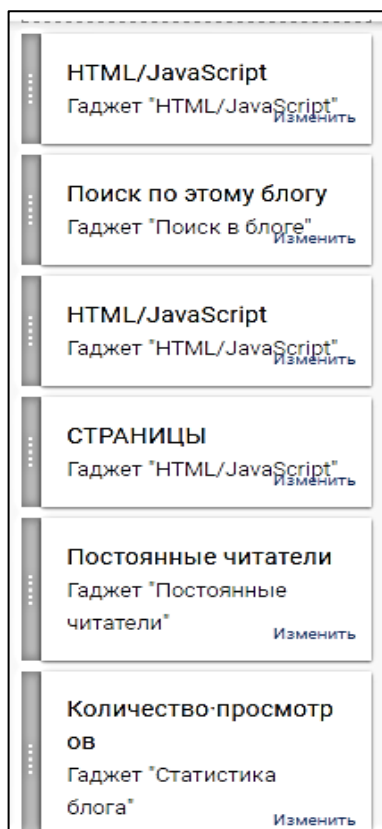 HTML/JavaScript
Гаджет "HTML/JavaScript"
Изменить
Поиск по этому блогу
Гаджет "Поиск в блоге"
Изменить
HTML/JavaScript
Гаджет "HTML/JavaScript"
Изменить
СТРАНИЦЫ
Гаджет "HTML/JavaScript"
Изменить
Постоянные читатели
Гаджет "Постоянные
читатели"
Изменить
Количество·просмотр
ов
Гаджет "Статистика
блога"
Изменить